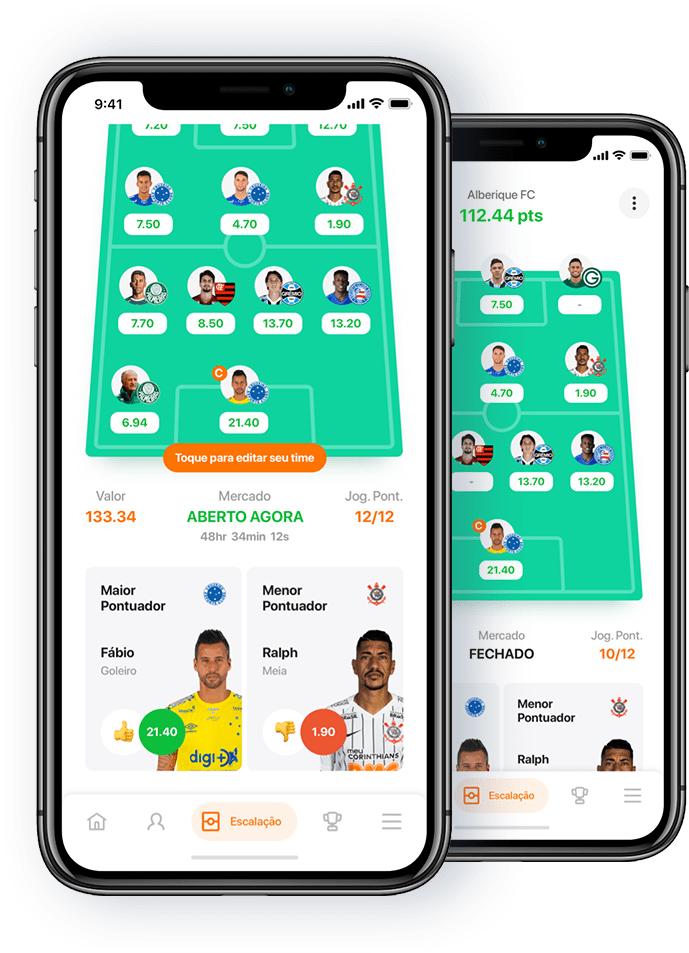 9:41
7.20
7.50
12.70
7.50
4.70
1.90
7.70
8.50
13.70
13.20
C
6.94
21.40
Toque para editar seu time
Valor
Mercado
Jog. Pont.
133.34
ABERTO AGORA
12/12
48hr 34min 12s
Maior
Pontuador
Fábio
Goleiro
21.40
digi+
Menor
Pontuador
Ralph
Meia
1.90
meu
CORINTHIANS
Escalação
Alberique FC
112.44 pts
GRÊMIO
7.50
-
4.70
1.90
-
13.70
13.20
C
21.40
Mercado
Jog. Pont.
FECHADO
10/12
Menor
Pontuador
Ralph
Escalação